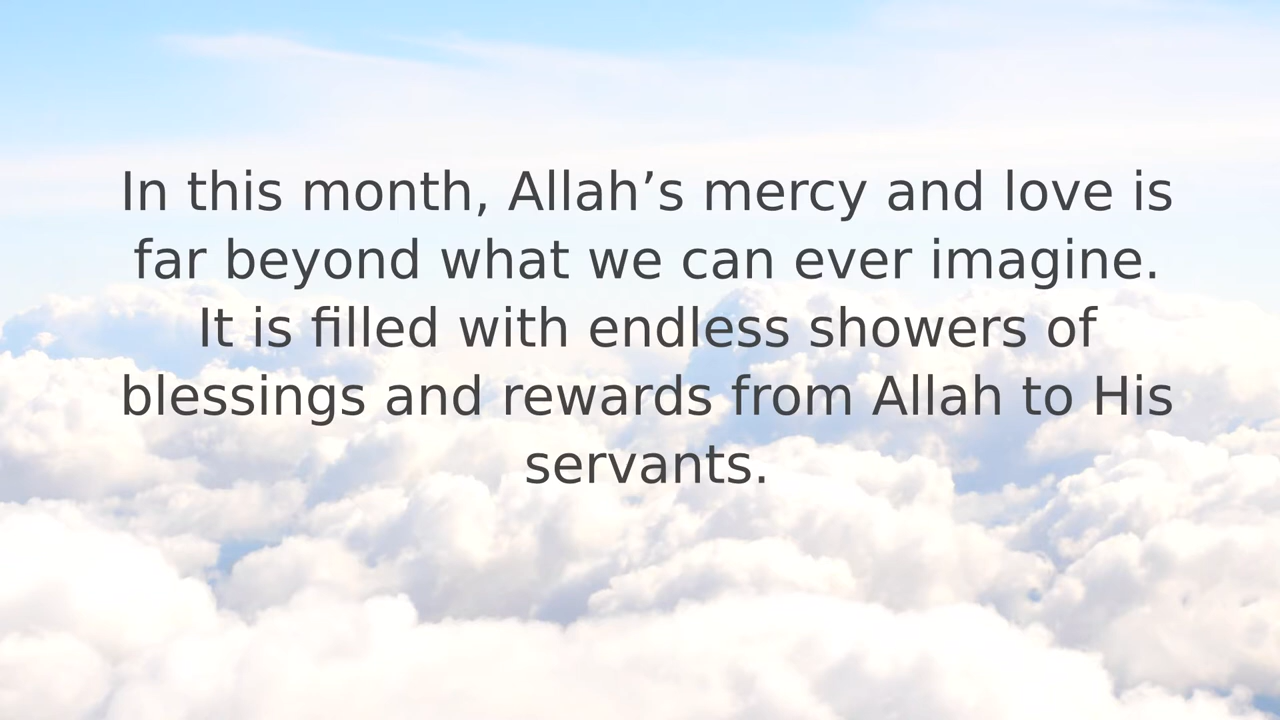 In this month, Allah’s mercy and love is
far beyond what we can ever imagine.
It is filled with endless showers of
blessings and rewards from Allah to His
servants.